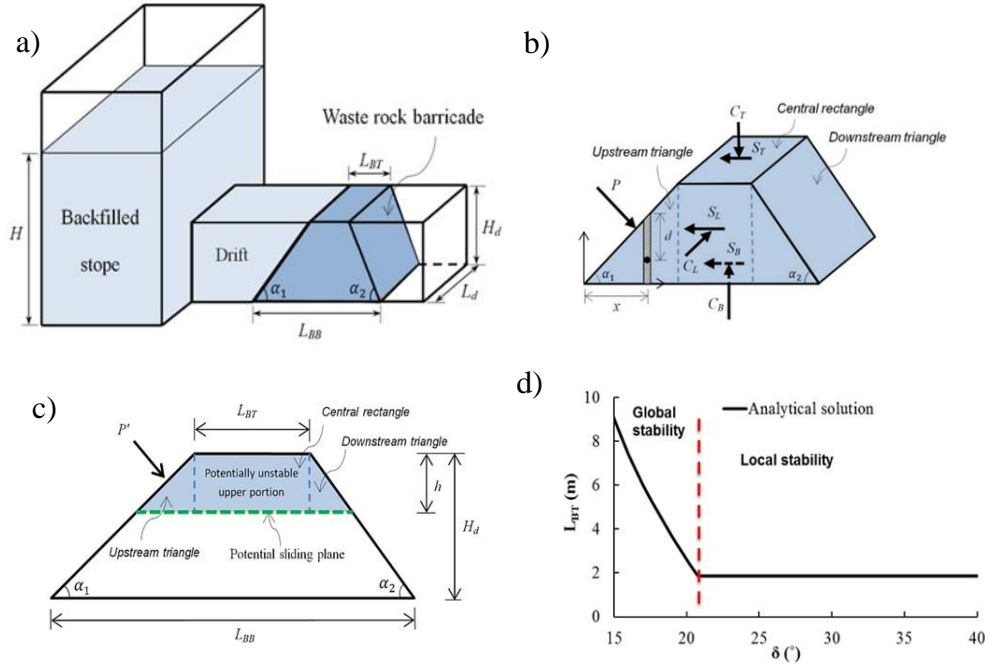 a)
Waste rock barricade
L_BT
H
Backfilled
stope
Drift
H_d
α1
α2
L_d
L_BB
b)
C_T
Central rectangle
S_T
Downstream triangle
Upstream triangle
P
S_L
d
S_B
C_L
α1
α2
x
C_B
c)
L_BT
Central rectangle
P'
Downstream triangle
Potentially unstable
upper portion
h
H_d
Upstream triangle
Potential sliding plane
α1
α2
L_BB
d)
10
Global
stability
Analytical solution
8
Local stability
6
L_BT (m)
4
2
0
15 20 25 30 35 40
δ (°)